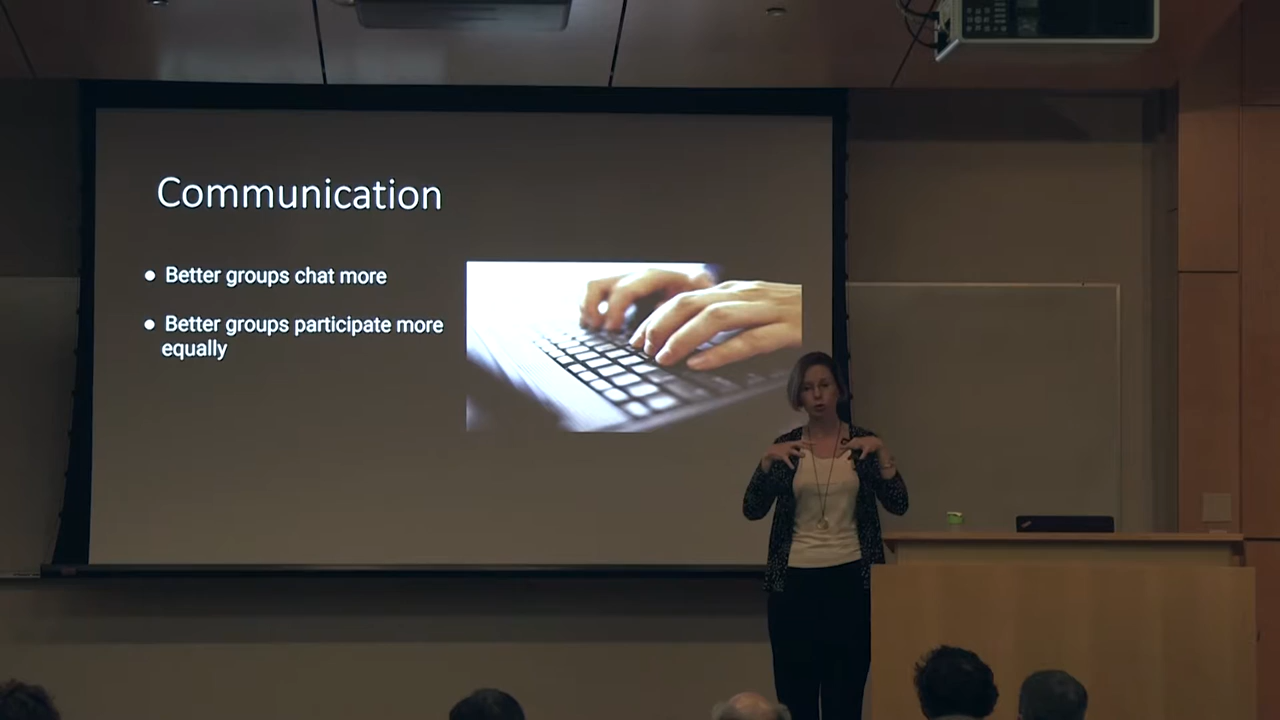 Communication
● Better groups chat more
● Better groups participate more
equally